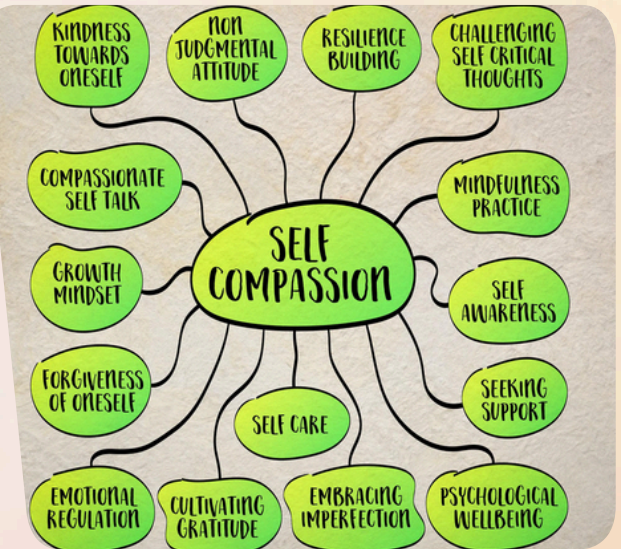 KINDNESS
TOWARDS
ONESELF
NON
JUDGMENTAL
ATTITUDE
RESILIENCE
BUILDING
CHALLENGING
SELF CRITICAL
THOUGHTS
COMPASSIONATE
SELF TALK
MINDFULNESS
PRACTICE
SELF
COMPASSION
GROWTH
MINDSET
SELF
AWARENESS
FORGIVENESS
OF ONESELF
SELF CARE
SEEKING
SUPPORT
EMOTIONAL
REGULATION
CULTIVATING
GRATITUDE
EMBRACING
IMPERFECTION
PSYCHOLOGICAL
WELLBEING